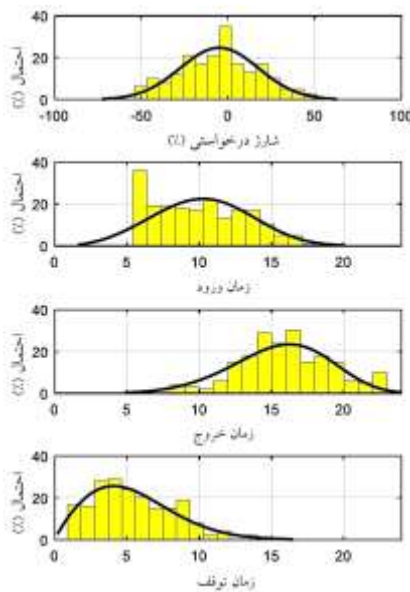 احتمال (٪)
40
20
0
-100 -50 0 50 100
شارژ درخواستی (٪)
احتمال (٪)
40
20
0
0 5 10 15 20
زمان ورود
احتمال (٪)
40
20
0
0 5 10 15 20
زمان خروج
احتمال (٪)
40
20
0
0 5 10 15 20
زمان توقف